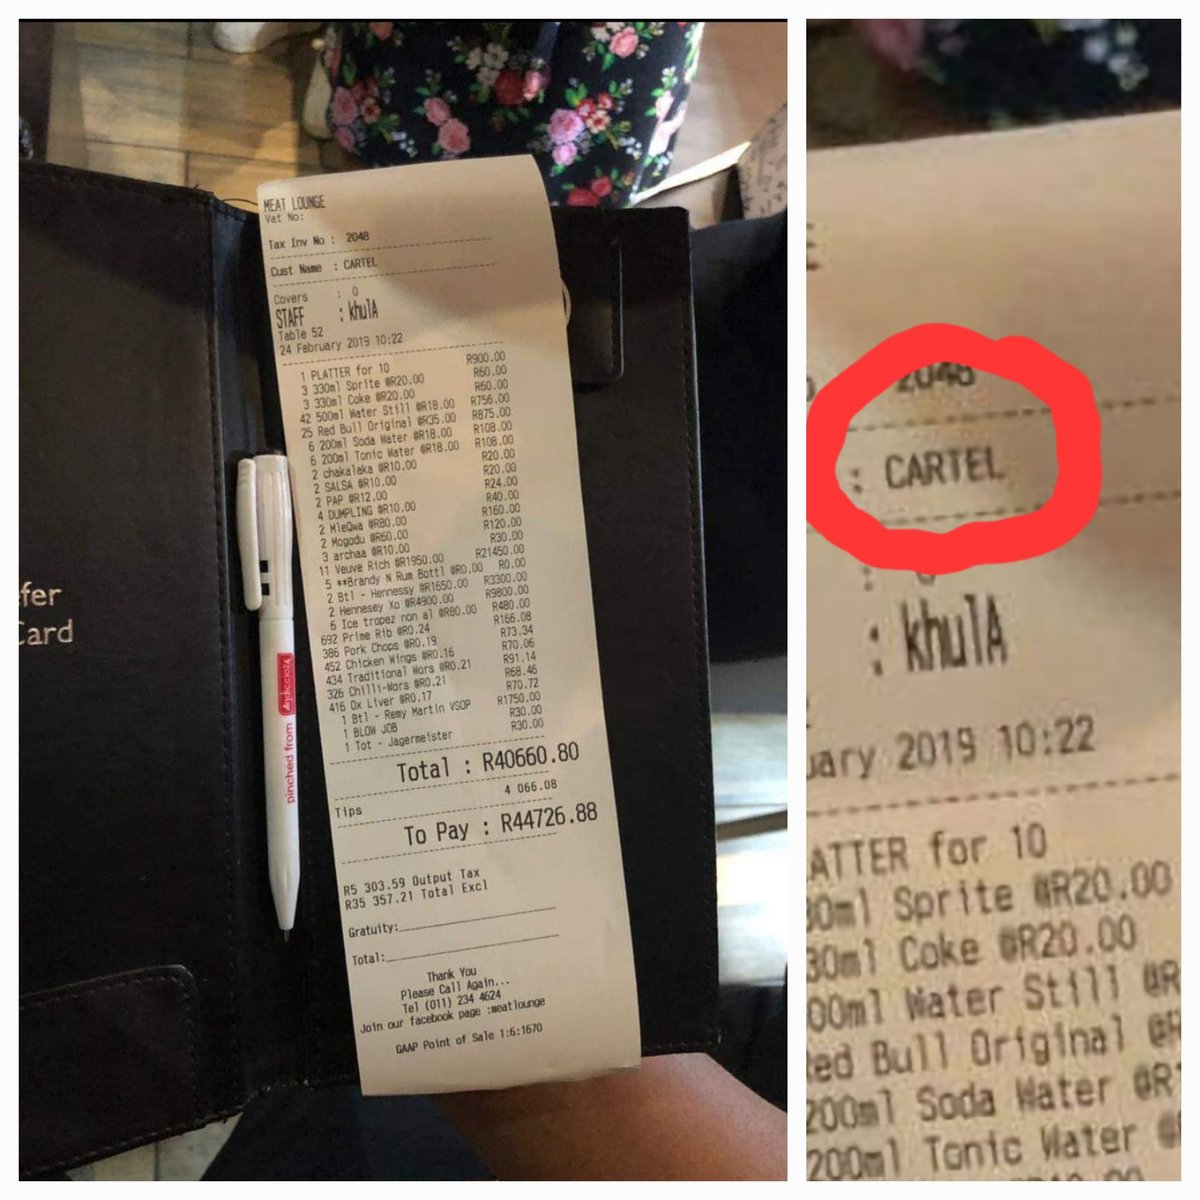 MEAT LOUNGE
Vat No:
Tax Inv No : 2048
Cust Name : CARTEL
Covers : 0
STAFF : khulA
Table 52
24 February 2019 10:22
1 PLATTER for 10 R900.00
3 330ml Sprite @R20.00 R60.00
3 330ml Coke @R20.00 R60.00
42 500ml Water Still @R18.00 R756.00
25 Red Bull Original @R35.00 R875.00
6 200ml Soda Water @R18.00 R108.00
6 200ml Tonic Water @R18.00 R108.00
2 chakalaka @R10.00 R20.00
2 SALSA @R10.00 R20.00
2 PAP @R12.00 R24.00
4 DUMPLING @R10.00 R40.00
2 MleQwa @R80.00 R160.00
2 Mogodu @R60.00 R120.00
3 archaa @R10.00 R30.00
11 Veuve Rich @R1950.00 R21450.00
5 **Brandy N Rum Bottl @R0.00 R0.00
2 Btl - Hennessy @R1650.00 R3300.00
2 Hennesey Xo @R4900.00 R9800.00
6 Ice tropez non al @R80.00 R480.00
692 Prime Rib @R0.24 R166.08
386 Pork Chops @R0.19 R73.34
452 Chicken Wings @R0.16 R70.06
434 Traditional Wors @R0.21 R91.14
326 Chilli-Wors @R0.21 R68.46
416 Ox Liver @R0.17 R70.72
1 Btl - Remy Martin VSOP R1750.00
1 BLOW JOB R30.00
1 Tot - Jagermeister R30.00
Total : R40660.80
Tips 4 066.08
To Pay : R44726.88
R5 303.59 Output Tax
R35 357.21 Total Excl
Gratuity:
Total:
Thank You
Please Call Again...
Tel (011) 234 4624
Join our facebook page :meatlounge
GAAP Point of Sale 1:6:1670
fer
Card
pinched from
2048
: CARTEL
: 0
: khulA
uary 2019 10:22
LATTER for 10
30ml Sprite @R20.00
30ml Coke @R20.00
00ml Water Still @R
ed Bull Original @R
200ml Soda Water @R1
200ml Tonic Water @